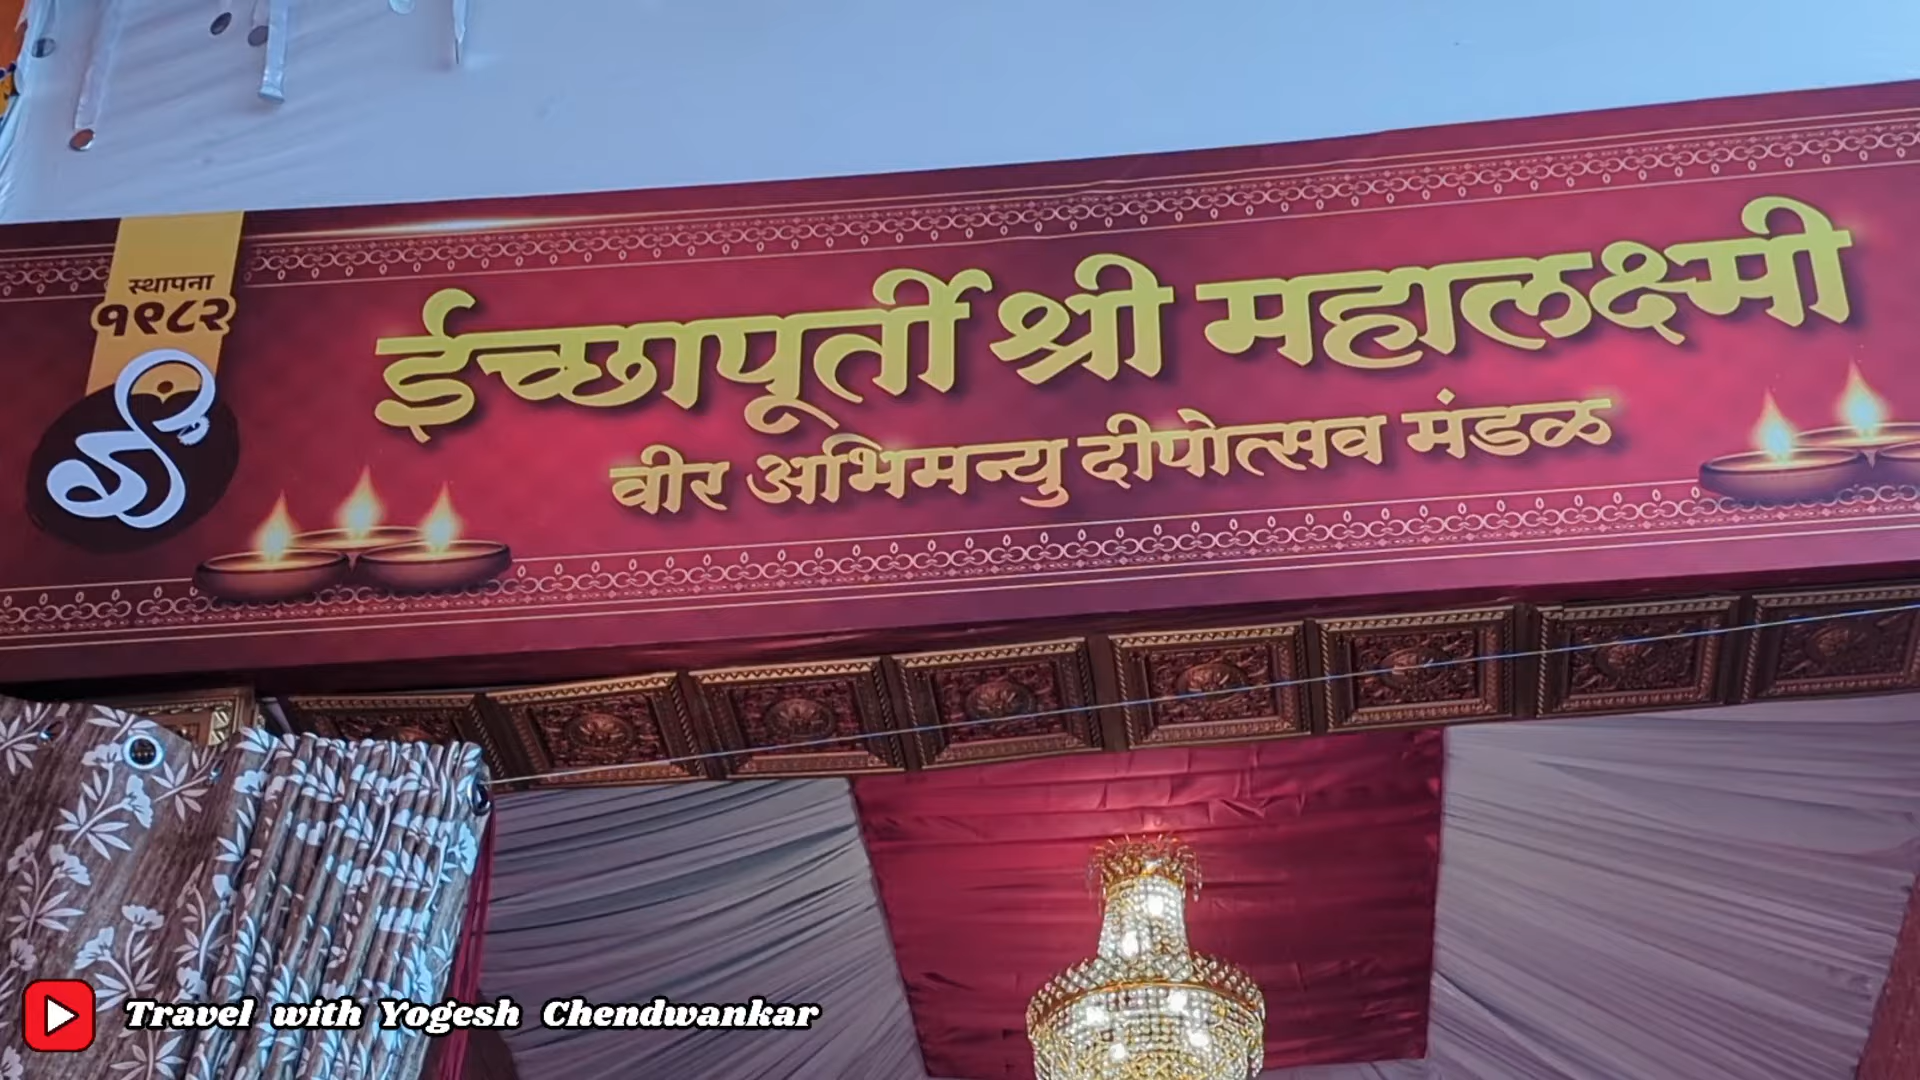 स्थापना
१९८२
ईच्छापूर्ती श्री महालक्ष्मी
वीर अभिमन्यु दीपोत्सव मंडळ
Travel with Yogesh Chendwankar